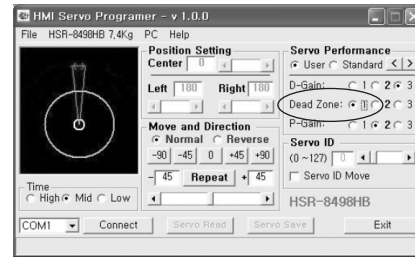 HMI Servo Programer - v 1.0.0
File HSR-8498HB 7,4Kg PC Help
Position Setting
Center 0
Left 180 Right 180
Move and Direction
Normal Reverse
-90 -45 0 +45 +90
- 45 Repeat + 45
Servo Performance
User Standard < >
D-Gain: 1 2 3
Dead Zone: 1 2 3
P-Gain: 1 2 3
Servo ID
(0 ~127) 0
Servo ID Move
HSR-8498HB
Time
High Mid Low
COM1 Connect Servo Read Servo Save Exit